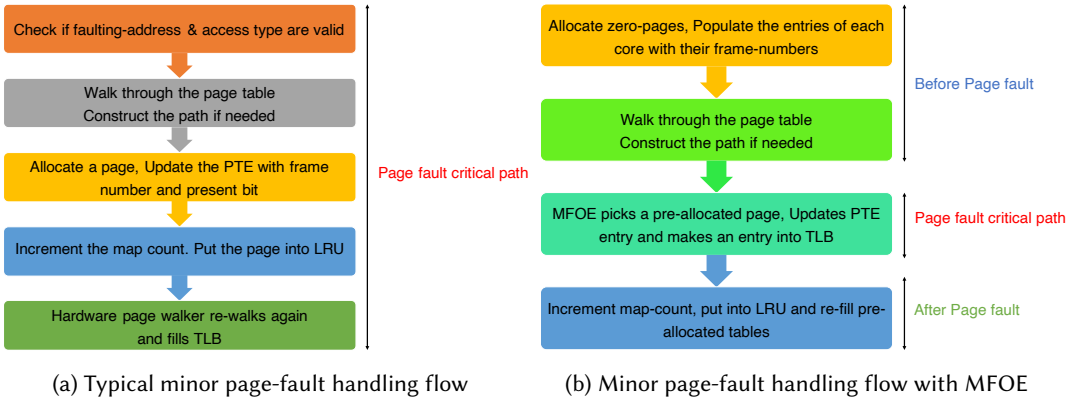 Check if faulting-address & access type are valid
Walk through the page table
Construct the path if needed
Allocate a page, Update the PTE with frame
number and present bit
Increment the map count. Put the page into LRU
Hardware page walker re-walks again
and fills TLB
Page fault critical path
(a) Typical minor page-fault handling flow
Allocate zero-pages, Populate the entries of each
core with their frame-numbers
Walk through the page table
Construct the path if needed
Before Page fault
MFOE picks a pre-allocated page, Updates PTE
entry and makes an entry into TLB
Page fault critical path
Increment map-count, put into LRU and re-fill pre-
allocated tables
After Page fault
(b) Minor page-fault handling flow with MFOE